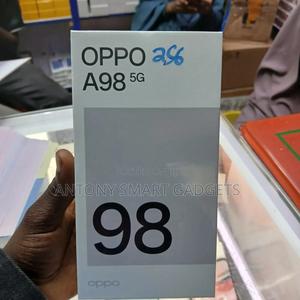 OPPO 256
A98 5G
ANTONY SMART GADGETS
98
oppo